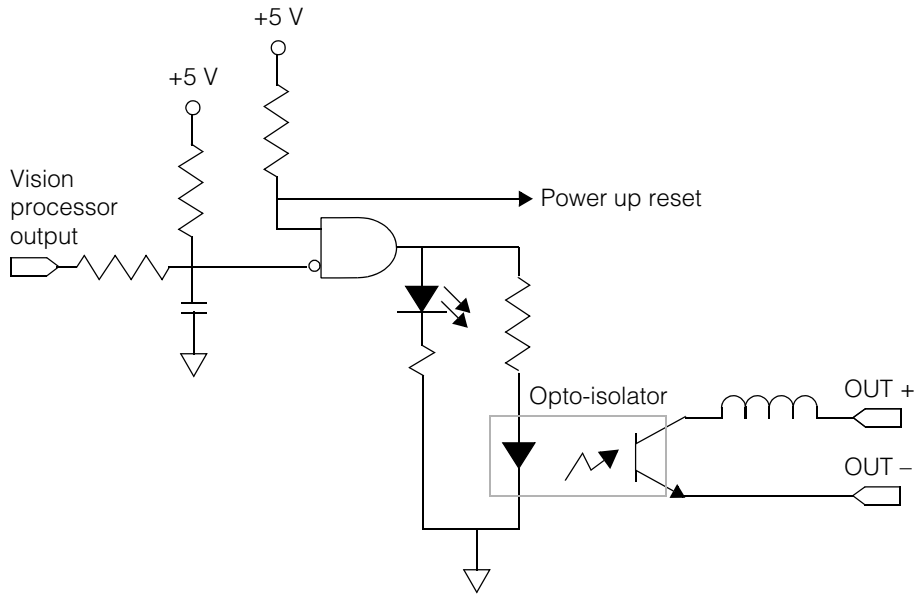 +5 V
+5 V
Vision
processor
output
Power up reset
Opto-isolator
OUT +
OUT –